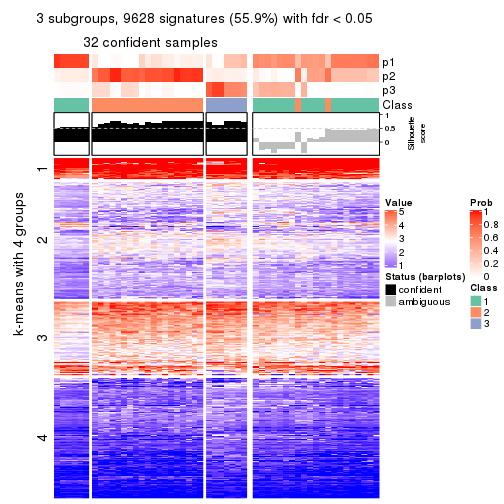 3 subgroups, 9628 signatures (55.9%) with fdr < 0.05
32 confident samples
p1
p2
p3
Class
1
0.5
0
Silhouette
score
k-means with 4 groups
1
2
3
4
Value
5
4
3
2
1
Status (barplots)
confident
ambiguous
Prob
1
0.8
0.6
0.4
0.2
0
Class
1
2
3